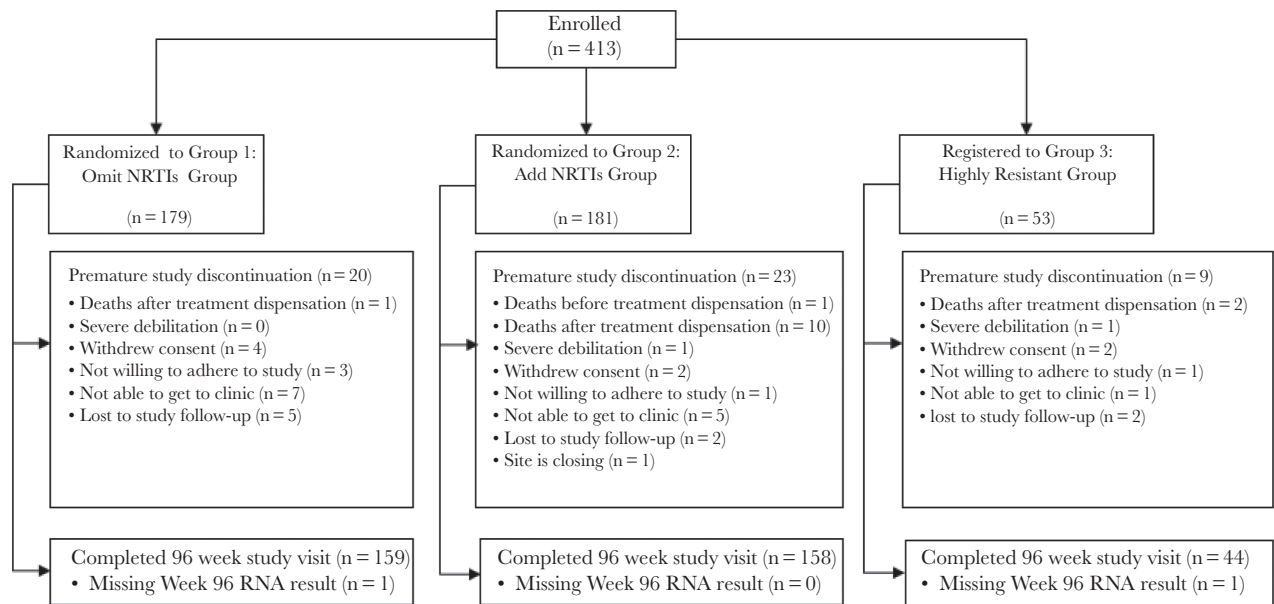 Enrolled
(n = 413)
Randomized to Group 1:
Omit NRTIs Group
(n = 179)
Randomized to Group 2:
Add NRTIs Group
(n = 181)
Registered to Group 3:
Highly Resistant Group
(n = 53)
Premature study discontinuation (n = 20)
• Deaths after treatment dispensation (n = 1)
• Severe debilitation (n = 0)
• Withdrew consent (n = 4)
• Not willing to adhere to study (n = 3)
• Not able to get to clinic (n = 7)
• Lost to study follow-up (n = 5)
Premature study discontinuation (n = 23)
• Deaths before treatment dispensation (n = 1)
• Deaths after treatment dispensation (n = 10)
• Severe debilitation (n = 1)
• Withdrew consent (n = 2)
• Not willing to adhere to study (n = 1)
• Not able to get to clinic (n = 5)
• Lost to study follow-up (n = 2)
• Site is closing (n = 1)
Premature study discontinuation (n = 9)
• Deaths after treatment dispensation (n = 2)
• Severe debilitation (n = 1)
• Withdrew consent (n = 2)
• Not willing to adhere to study (n = 1)
• Not able to get to clinic (n = 1)
• lost to study follow-up (n = 2)
Completed 96 week study visit (n = 159)
• Missing Week 96 RNA result (n = 1)
Completed 96 week study visit (n = 158)
• Missing Week 96 RNA result (n = 0)
Completed 96 week study visit (n = 44)
• Missing Week 96 RNA result (n = 1)